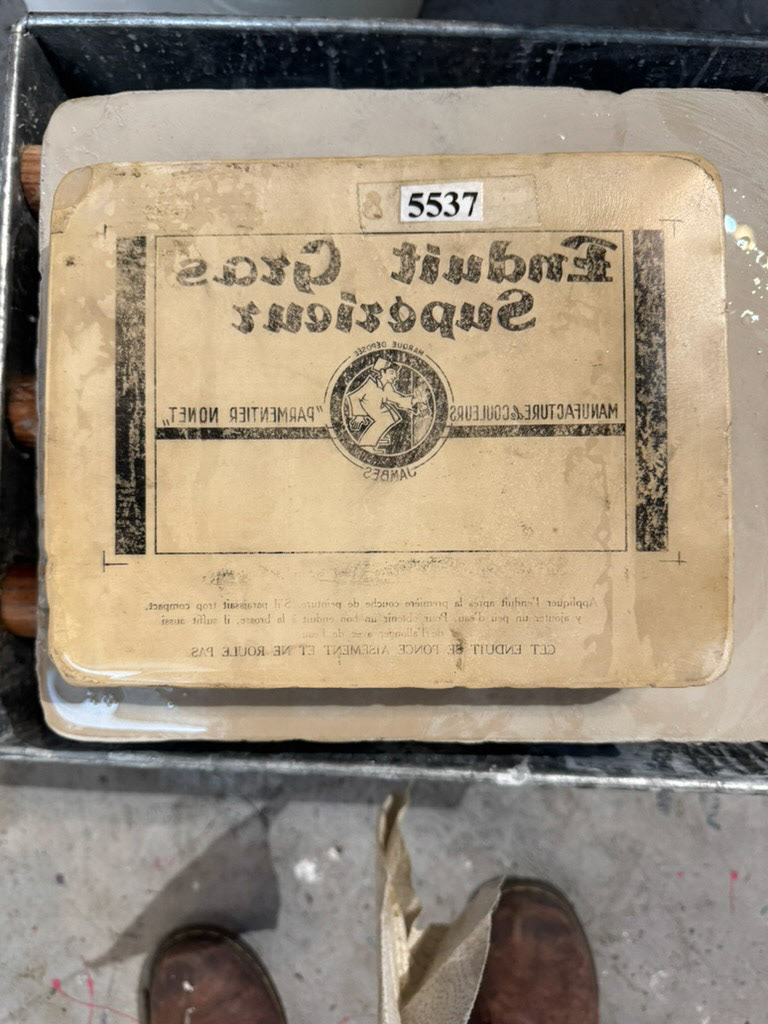 8
5537
Enduit Gras
Supérieur
MARQUE DÉPOSÉE
MANUFACTURE de COULEURS "PARMENTIER NONET"
JAMBES
Appliquer l'enduit après la première couche de peinture. S'il paraissait trop compact,
y ajouter un peu d'eau. Pour obtenir un bon enduit à la brosse, il suffit aussi
de l'allonger avec de l'eau
CET ENDUIT SE PONCE AISEMENT ET NE ROULE PAS